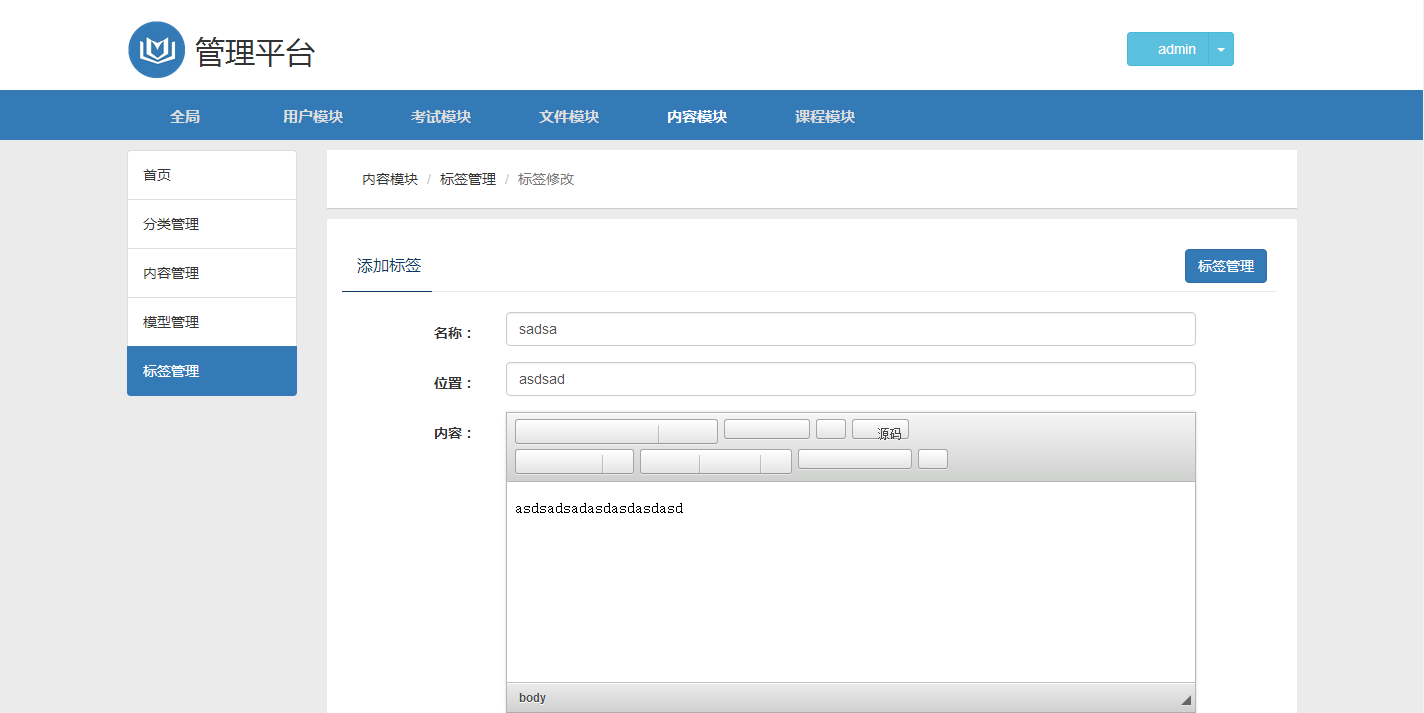 管理平台
admin
全局 用户模块 考试模块 文件模块 内容模块 课程模块
首页
分类管理
内容管理
模型管理
标签管理
内容模块 / 标签管理 / 标签修改
添加标签
标签管理
名称：
sadsa
位置：
asdsad
内容：
源码
asdsadsadasdasdasdasd
body